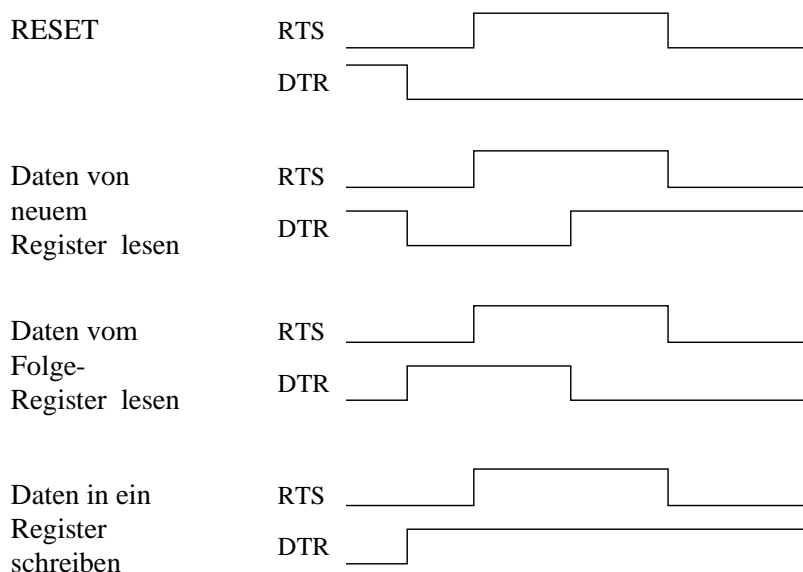 RESET
RTS
DTR
Daten von
neuem
Register lesen
RTS
DTR
Daten vom
Folge-
Register lesen
RTS
DTR
Daten in ein
Register
schreiben
RTS
DTR